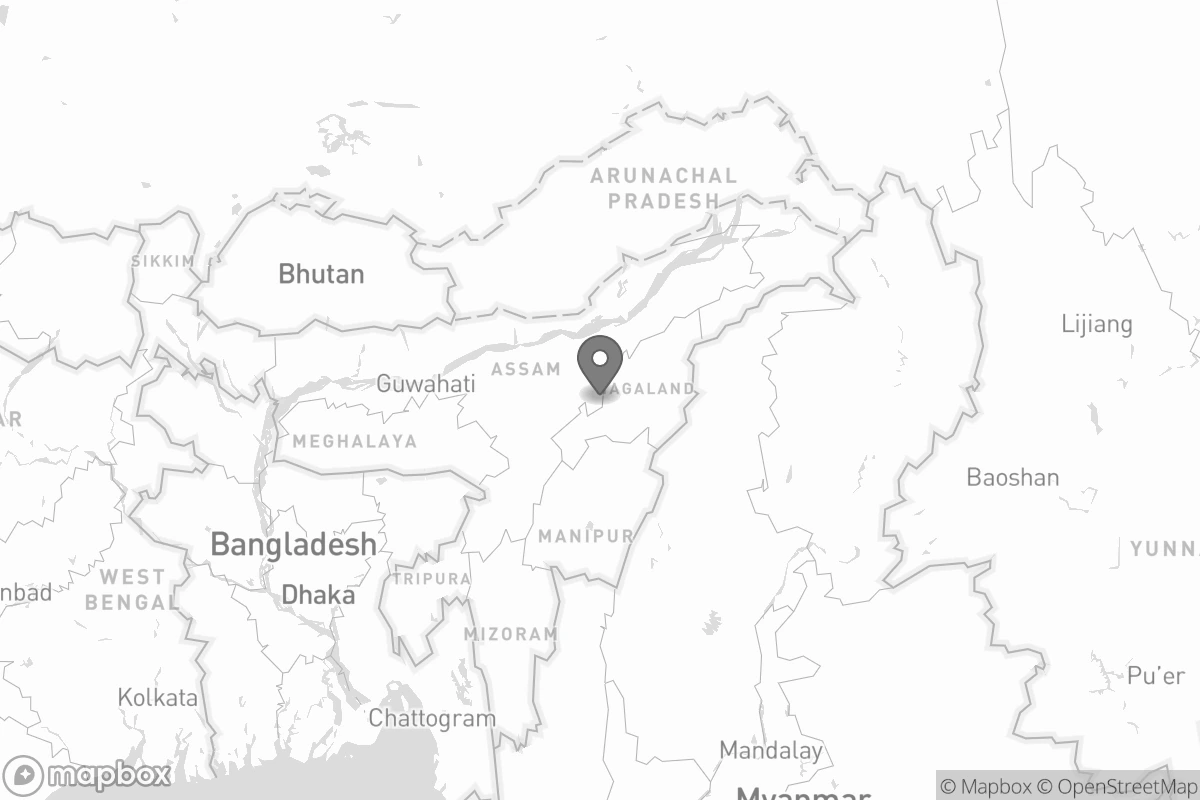 ARUNACHAL
PRADESH
SIKKIM
Bhutan
Lijiang
ASSAM
Guwahati
AGALAND
AR
MEGHALAYA
Baoshan
MANIPUR
Bangladesh
YUNN
WEST
BENGAL
TRIPURA
nbad
Dhaka
MIZORAM
Pu'er
Kolkata
Chattogram
Mandalay
mapbox
© Mapbox © OpenStreetMap
Myanmar